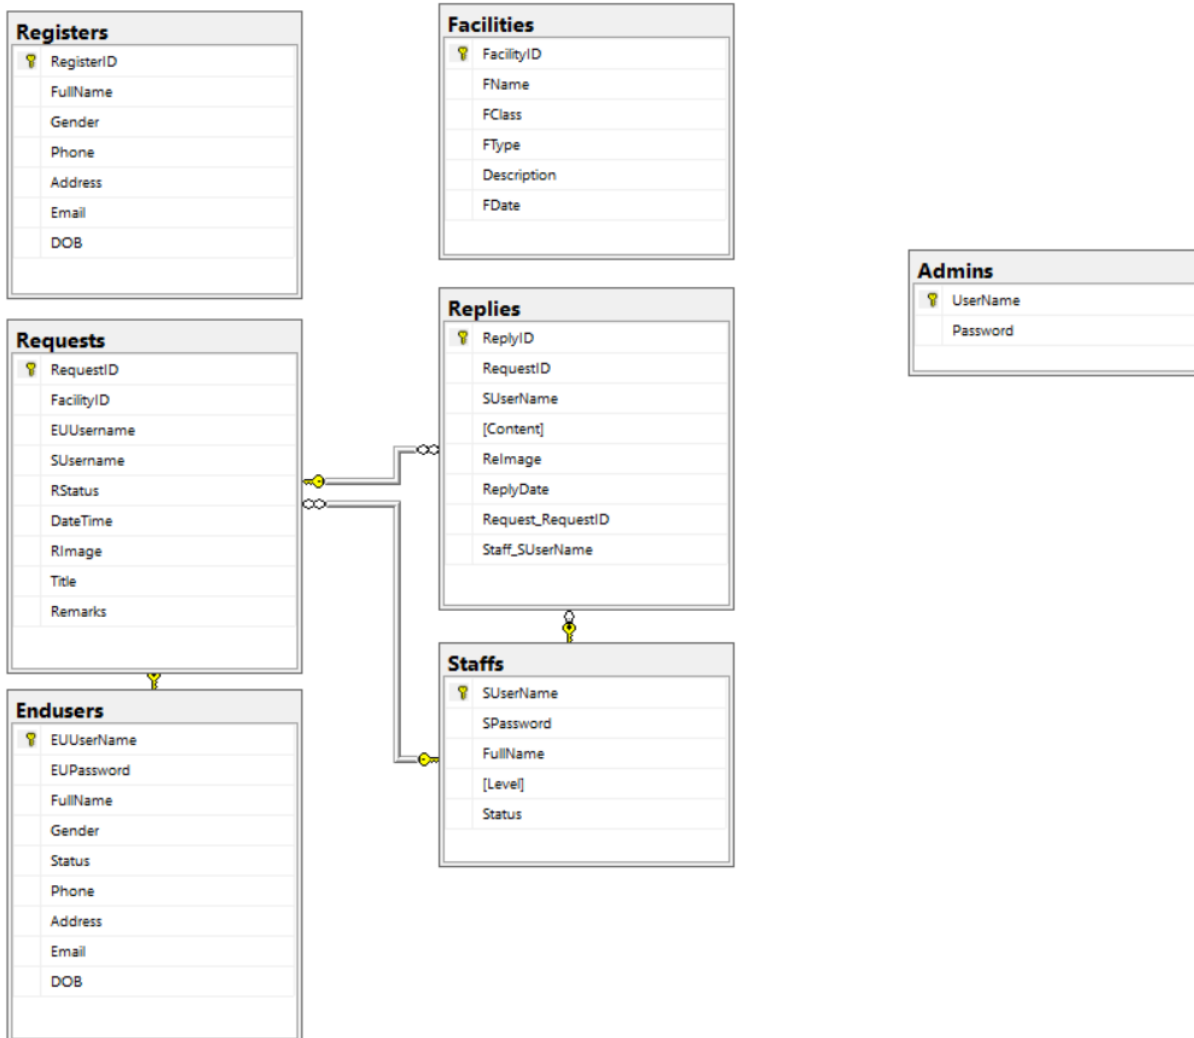 Registers
RegisterID
FullName
Gender
Phone
Address
Email
DOB
Facilities
FacilityID
FName
FClass
FType
Description
FDate
Admins
UserName
Password
Requests
RequestID
FacilityID
EUUsername
SUsername
RStatus
DateTime
RImage
Title
Remarks
Replies
ReplyID
RequestID
SUserName
[Content]
ReImage
ReplyDate
Request_RequestID
Staff_SUserName
Endusers
EUUserName
EUPassword
FullName
Gender
Status
Phone
Address
Email
DOB
Staffs
SUserName
SPassword
FullName
[Level]
Status